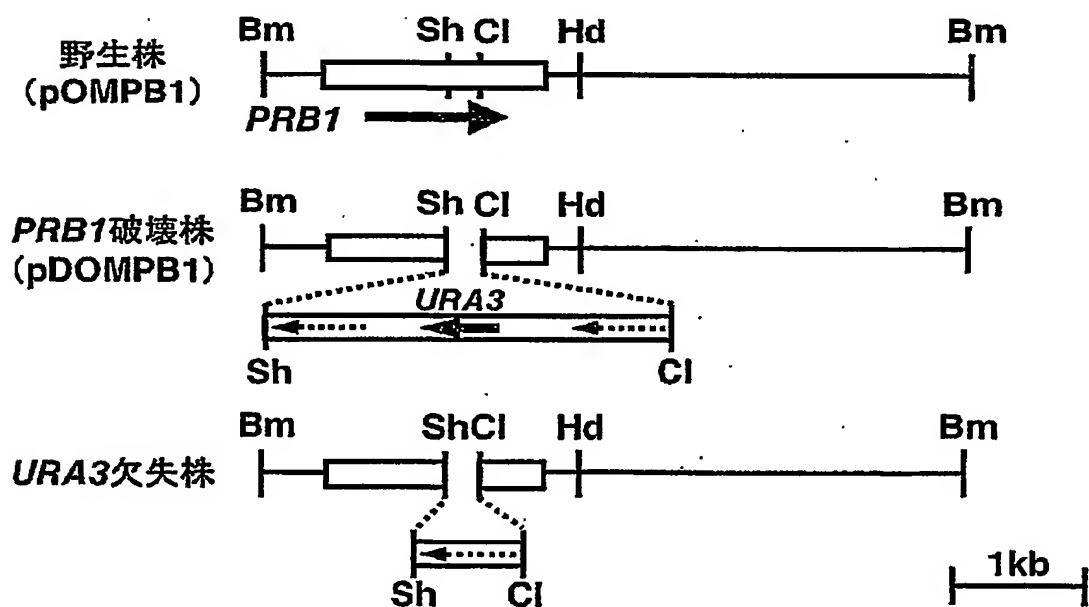 Bm Sh Cl Hd Bm
野生株
(pOMPB1)
PRB1
Bm Sh Cl Hd Bm
PRB1破壊株
(pDOMPB1)
URA3
Sh Cl
Bm ShCl Hd Bm
URA3欠失株
1kb
Sh Cl